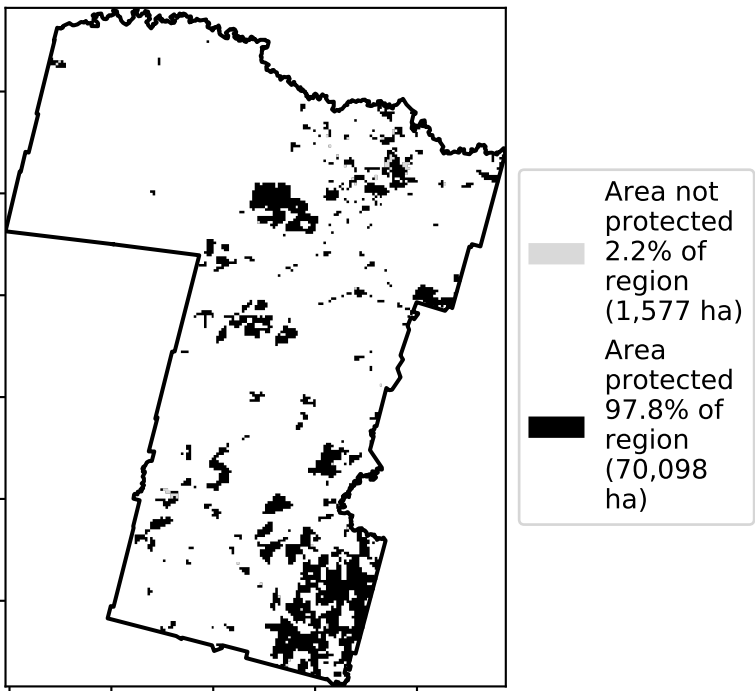 Area not
protected
2.2% of
region
(1,577 ha)
Area
protected
97.8% of
region
(70,098
ha)